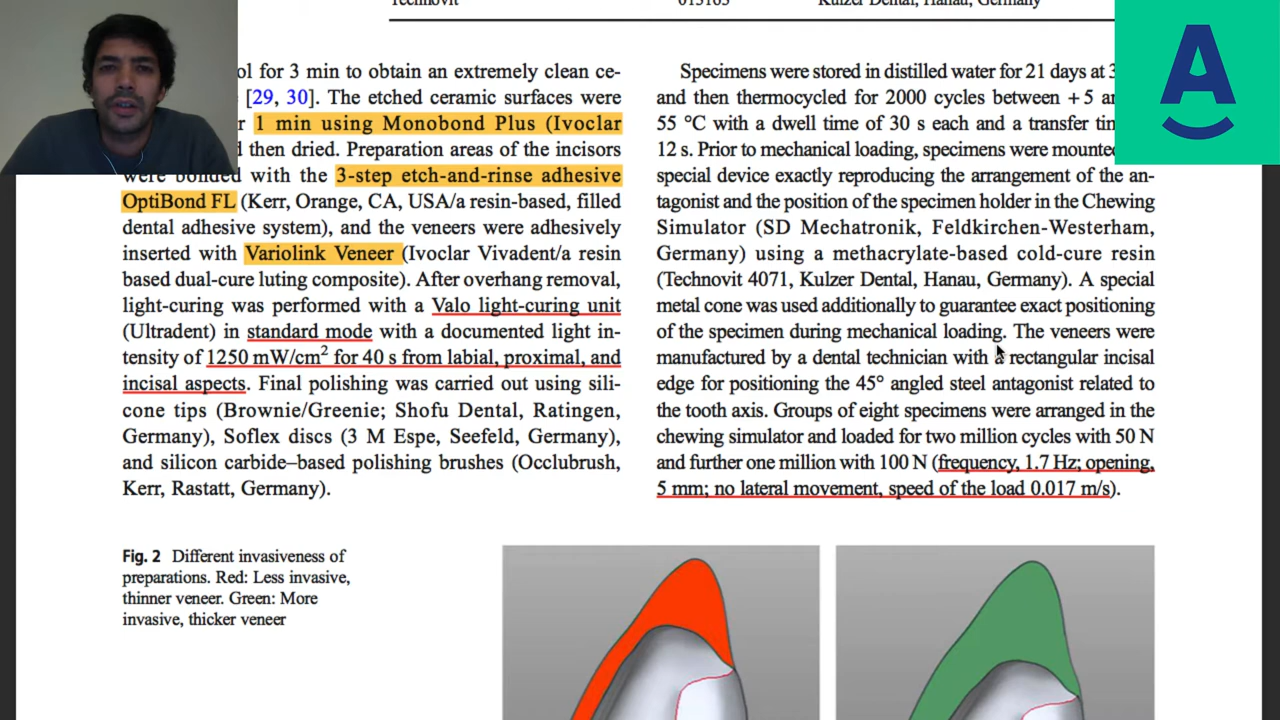 Technovit 613163 Kulzer Dental, Hanau, Germany
ol for 3 min to obtain an extremely clean ce-
[29, 30]. The etched ceramic surfaces were
r 1 min using Monobond Plus (Ivoclar
d then dried. Preparation areas of the incisors
were bonded with the 3-step etch-and-rinse adhesive
OptiBond FL (Kerr, Orange, CA, USA/a resin-based, filled
dental adhesive system), and the veneers were adhesively
inserted with Variolink Veneer (Ivoclar Vivadent/a resin
based dual-cure luting composite). After overhang removal,
light-curing was performed with a Valo light-curing unit
(Ultradent) in standard mode with a documented light in-
tensity of 1250 mW/cm² for 40 s from labial, proximal, and
incisal aspects. Final polishing was carried out using sili-
cone tips (Brownie/Greenie; Shofu Dental, Ratingen,
Germany), Soflex discs (3 M Espe, Seefeld, Germany),
and silicon carbide–based polishing brushes (Occlubrush,
Kerr, Rastatt, Germany).
Specimens were stored in distilled water for 21 days at 3
and then thermocycled for 2000 cycles between +5 an
55 °C with a dwell time of 30 s each and a transfer tim
12 s. Prior to mechanical loading, specimens were mounted
special device exactly reproducing the arrangement of the an-
tagonist and the position of the specimen holder in the Chewing
Simulator (SD Mechatronik, Feldkirchen-Westerham,
Germany) using a methacrylate-based cold-cure resin
(Technovit 4071, Kulzer Dental, Hanau, Germany). A special
metal cone was used additionally to guarantee exact positioning
of the specimen during mechanical loading. The veneers were
manufactured by a dental technician with a rectangular incisal
edge for positioning the 45° angled steel antagonist related to
the tooth axis. Groups of eight specimens were arranged in the
chewing simulator and loaded for two million cycles with 50 N
and further one million with 100 N (frequency, 1.7 Hz; opening,
5 mm; no lateral movement, speed of the load 0.017 m/s).
Fig. 2 Different invasiveness of
preparations. Red: Less invasive,
thinner veneer. Green: More
invasive, thicker veneer
A